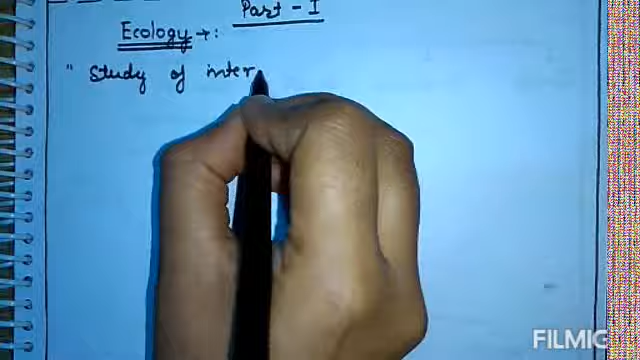 Part - I
Ecology →:
" Study of inter
FILMIC